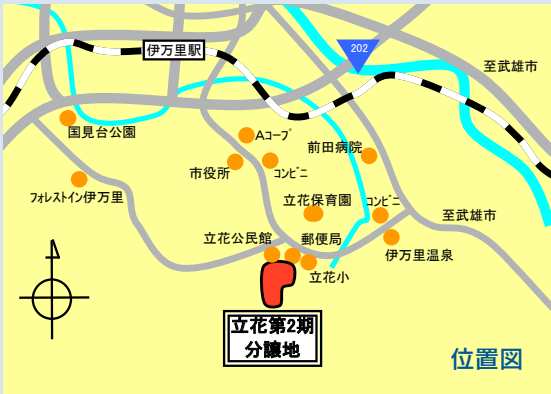 伊万里駅
202
至武雄市
国見台公園
Aコープ
前田病院
市役所
コンビニ
フォレストイン伊万里
立花保育園
コンビニ
至武雄市
立花公民館
郵便局
伊万里温泉
立花小
立花第2期
分譲地
位置図